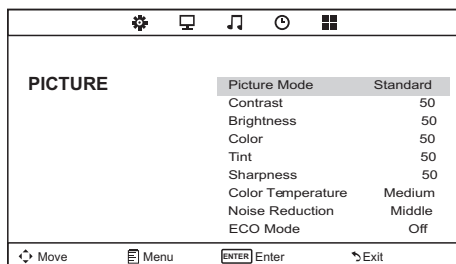 PICTURE
Picture Mode Standard
Contrast 50
Brightness 50
Color 50
Tint 50
Sharpness 50
Color Temperature Medium
Noise Reduction Middle
ECO Mode Off
Move Menu ENTER Enter Exit